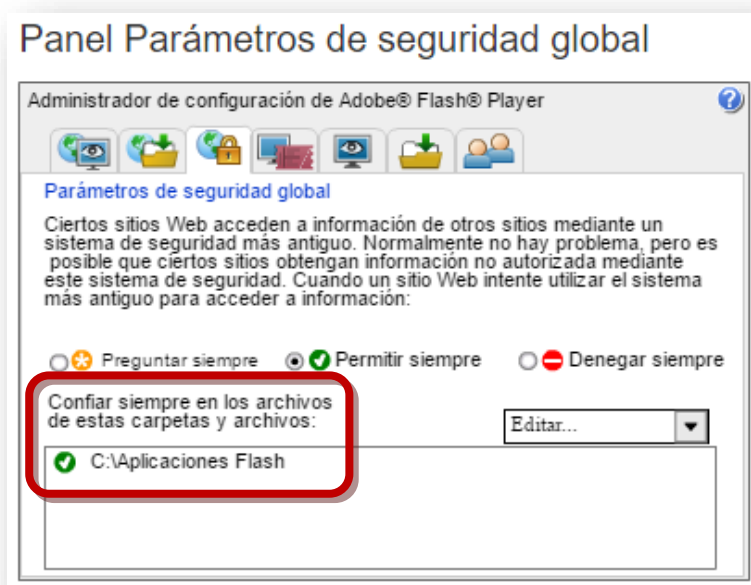 Panel Parámetros de seguridad global
Administrador de configuración de Adobe® Flash® Player
Parámetros de seguridad global
Ciertos sitios Web acceden a información de otros sitios mediante un
sistema de seguridad más antiguo. Normalmente no hay problema, pero es
posible que ciertos sitios obtengan información no autorizada mediante
este sistema de seguridad. Cuando un sitio Web intente utilizar el sistema
más antiguo para acceder a información:
Preguntar siempre Permitir siempre Denegar siempre
Confiar siempre en los archivos
de estas carpetas y archivos:
Editar...
C:\Aplicaciones Flash